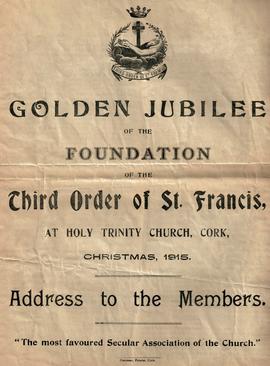 GOLDEN JUBILEE
OF THE
FOUNDATION
OF THE
Third Order of St. Francis,
AT HOLY TRINITY CHURCH, CORK,
CHRISTMAS, 1915.
Address to the Members.
"The most favoured Secular Association of the Church."